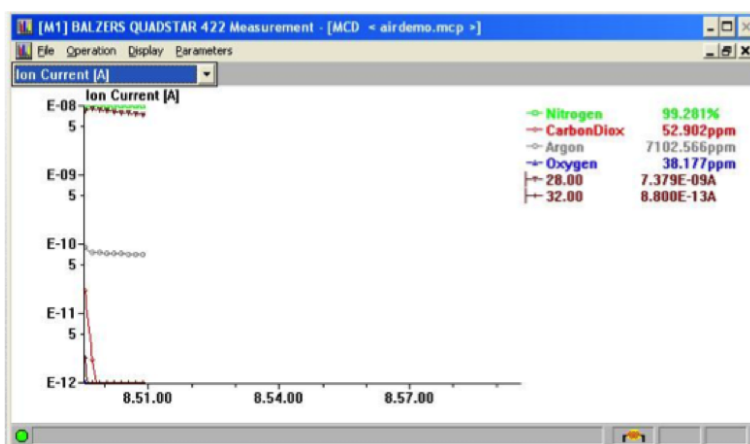 [M1] BALZERS QUADSTAR 422 Measurement - [MCD < airdemo.mcp >]
File Operation Display Parameters
Ion Current [A]
Ion Current [A]
E-08
5
E-09
5
E-10
5
E-11
5
E-12
8.51.00 8.54.00 8.57.00
Nitrogen 99.281%
CarbonDiox 52.902ppm
Argon 7102.566ppm
Oxygen 38.177ppm
28.00 7.379E-09A
32.00 8.800E-13A